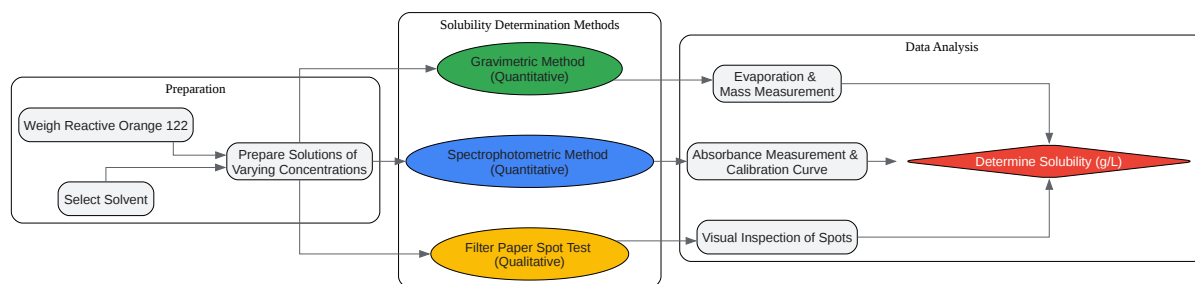 Preparation
Weigh Reactive Orange 122
Select Solvent
Prepare Solutions of
Varying Concentrations
Solubility Determination Methods
Gravimetric Method
(Quantitative)
Spectrophotometric Method
(Quantitative)
Filter Paper Spot Test
(Qualitative)
Data Analysis
Evaporation &
Mass Measurement
Absorbance Measurement &
Calibration Curve
Visual Inspection of Spots
Determine Solubility (g/L)